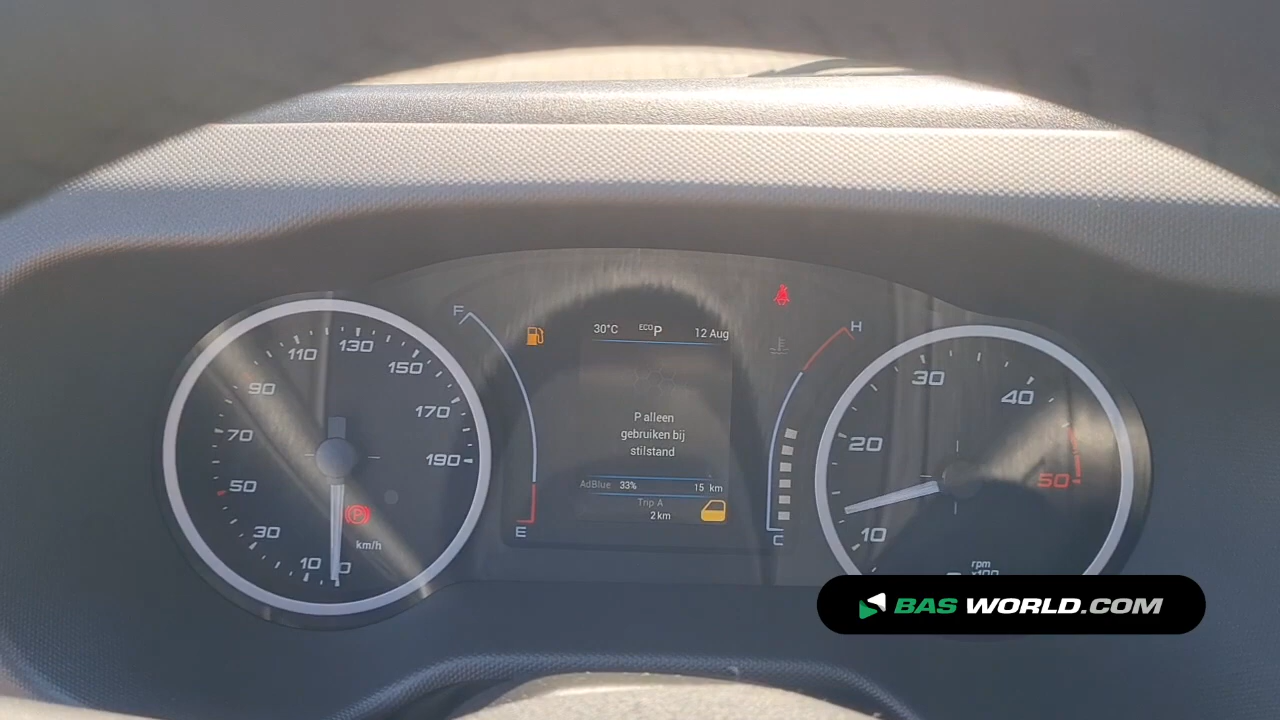 30°C ECO P 12 Aug
P alleen
gebruiken bij
stilstand
AdBlue 33% 15 km
Trip A
2 km
F
E
H
C
10 30 50 70 90 110 130 150 170 190
0
P
km/h
10 20 30 40 50
rpm
x100
BAS WORLD.COM